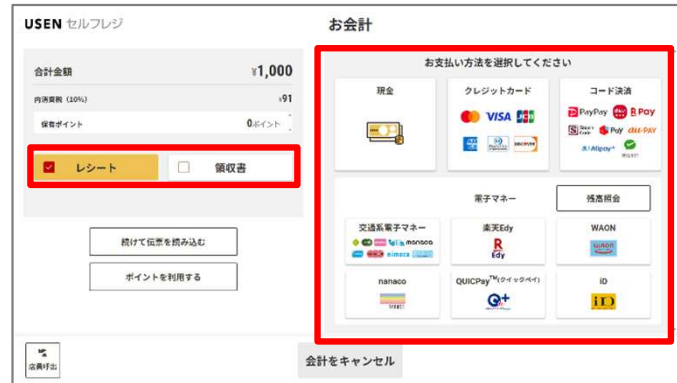 USEN セルフレジ
お会計
合計金額 ¥1,000
内消費税 (10%) ¥91
保有ポイント 0ポイント
レシート
領収書
続けて伝票を読み込む
ポイントを利用する
店員呼出
会計をキャンセル
お支払い方法を選択してください
現金
クレジットカード
VISA JCB
DISCOVER
コード決済
PayPay R Pay
Pay au PAY
Alipay+
電子マネー
残高照会
交通系電子マネー
manaca
nimoca
楽天Edy
R
Edy
WAON
WAON
nanaco
QUICPay™(クイックペイ)
Q+
iD
iD